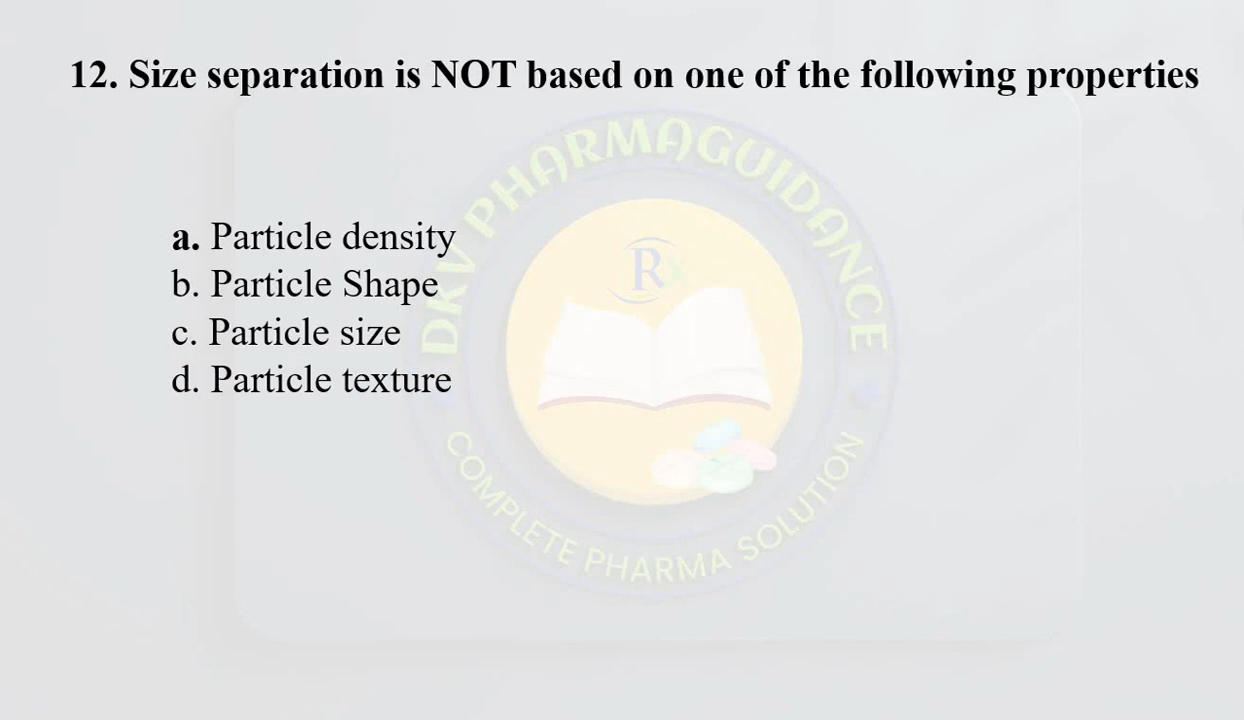 12. Size separation is NOT based on one of the following properties
a. Particle density
b. Particle Shape
c. Particle size
d. Particle texture
DKV PHARMAGUIDANCE
R
COMPLETE PHARMA SOLUTION